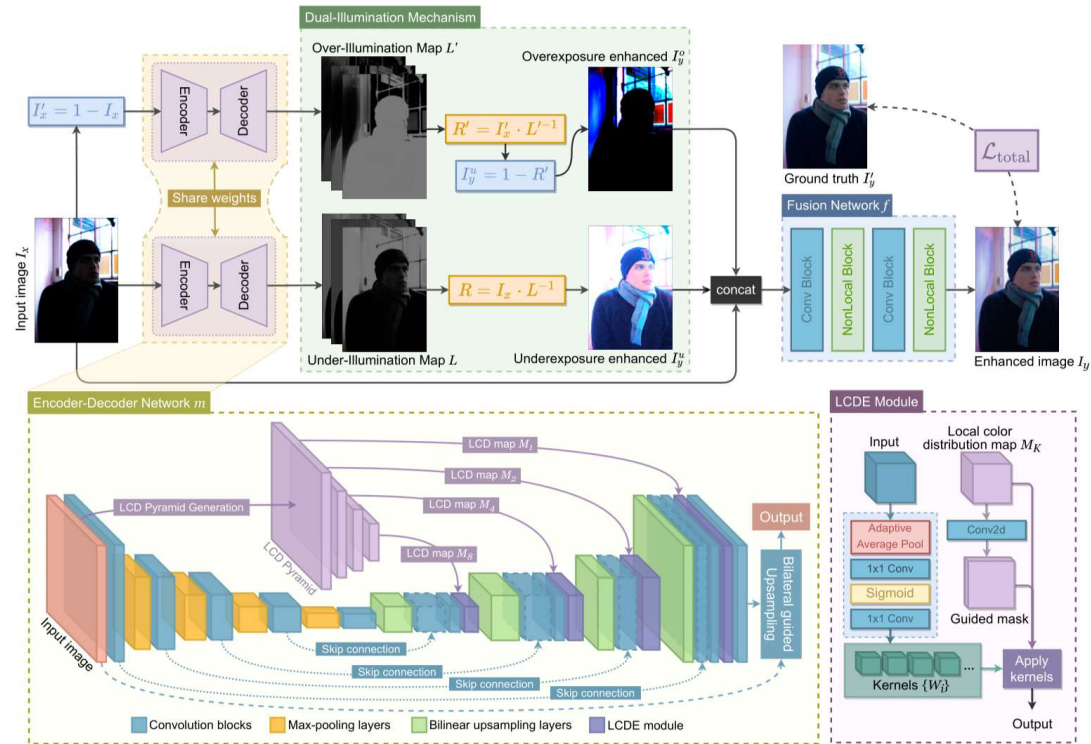 Dual-Illumination Mechanism
Over-Illumination Map L'
Overexposure enhanced I_y^o
I'_x = 1 − I_x
Encoder
Decoder
R' = I'_x · L'^{-1}
I_y^u = 1 − R'
Ground truth I'_y
L_total
Share weights
Fusion Network f
Input image I_x
Encoder
Decoder
R = I_x · L^{-1}
concat
Conv Block
NonLocal Block
Conv Block
NonLocal Block
Under-Illumination Map L
Underexposure enhanced I_y^u
Enhanced image I_y
Encoder-Decoder Network m
LCD map M_1
LCD map M_2
LCD map M_4
LCD map M_8
LCD Pyramid Generation
LCD Pyramid
Output
Bilateral guided
Upsampling
Input image
Skip connection
Skip connection
Skip connection
Skip connection
Convolution blocks
Max-pooling layers
Bilinear upsampling layers
LCDE module
LCDE Module
Input
Local color
distribution map M_K
Adaptive
Average Pool
Conv2d
1x1 Conv
Sigmoid
1x1 Conv
Guided mask
...
Kernels {W_i}
Apply
kernels
Output